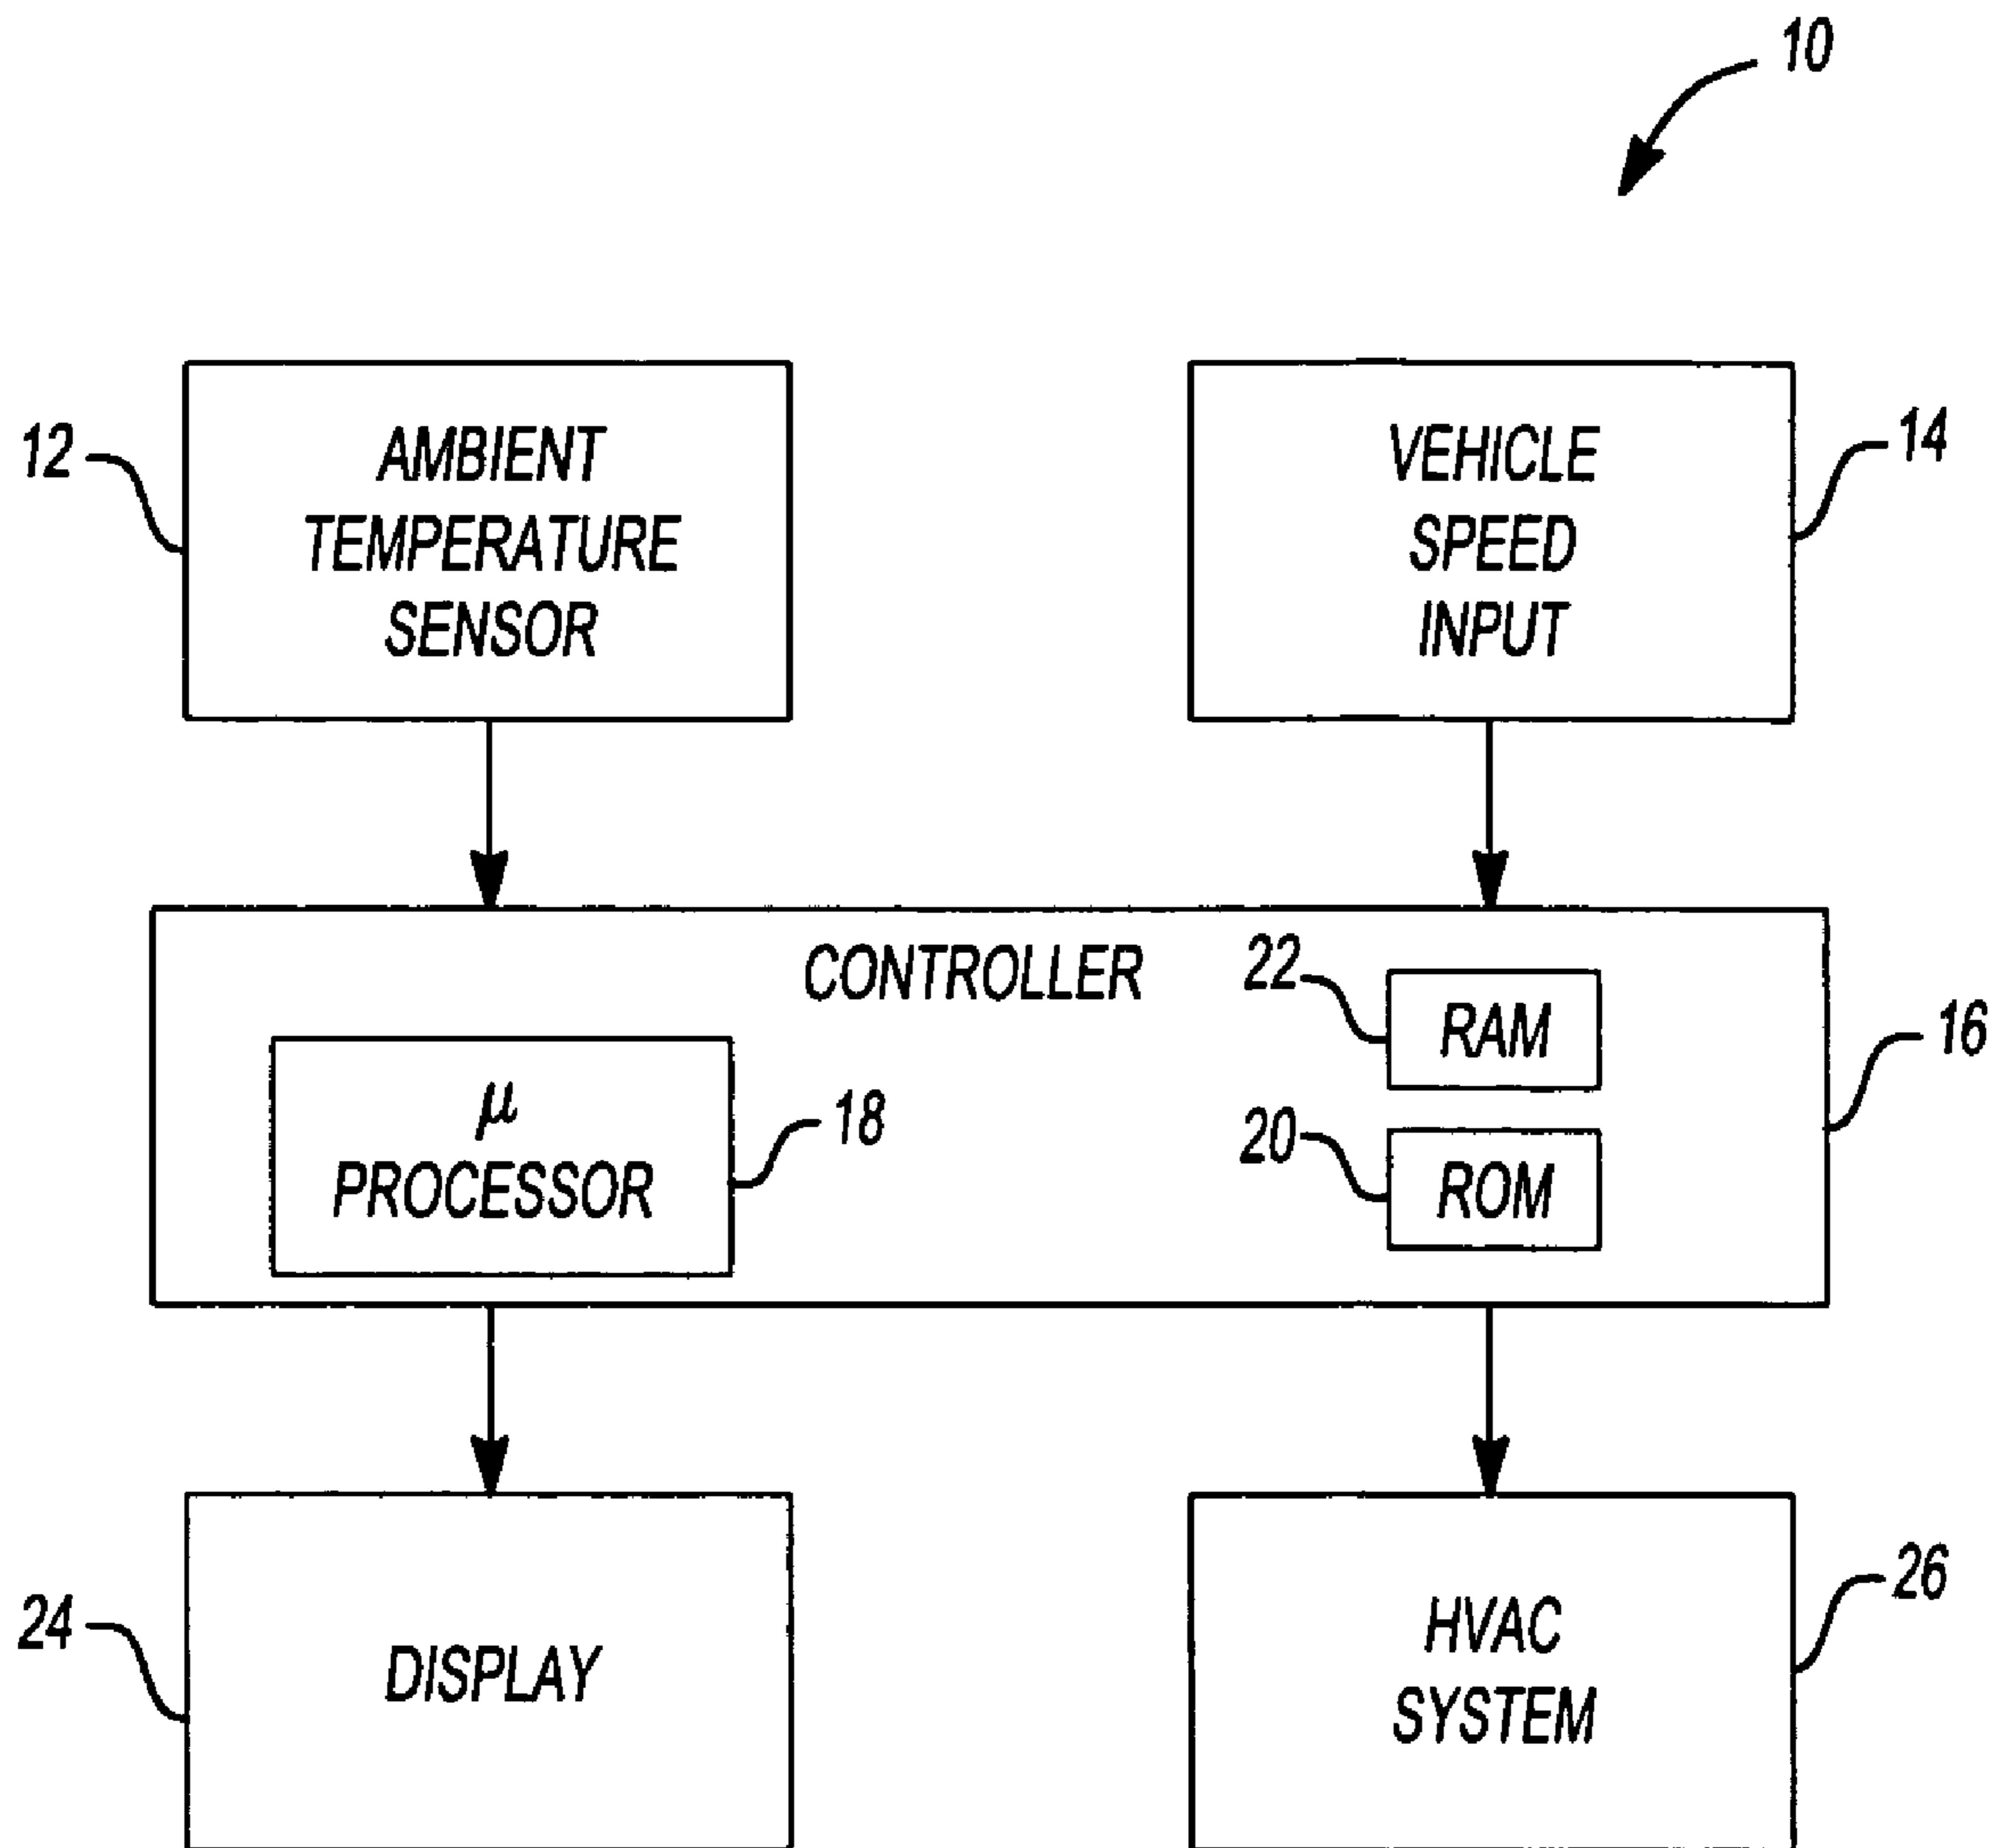 10
12
AMBIENT
TEMPERATURE
SENSOR
VEHICLE
SPEED
INPUT
14
CONTROLLER
22
RAM
16
μ
PROCESSOR
18
20
ROM
24
DISPLAY
HVAC
SYSTEM
26